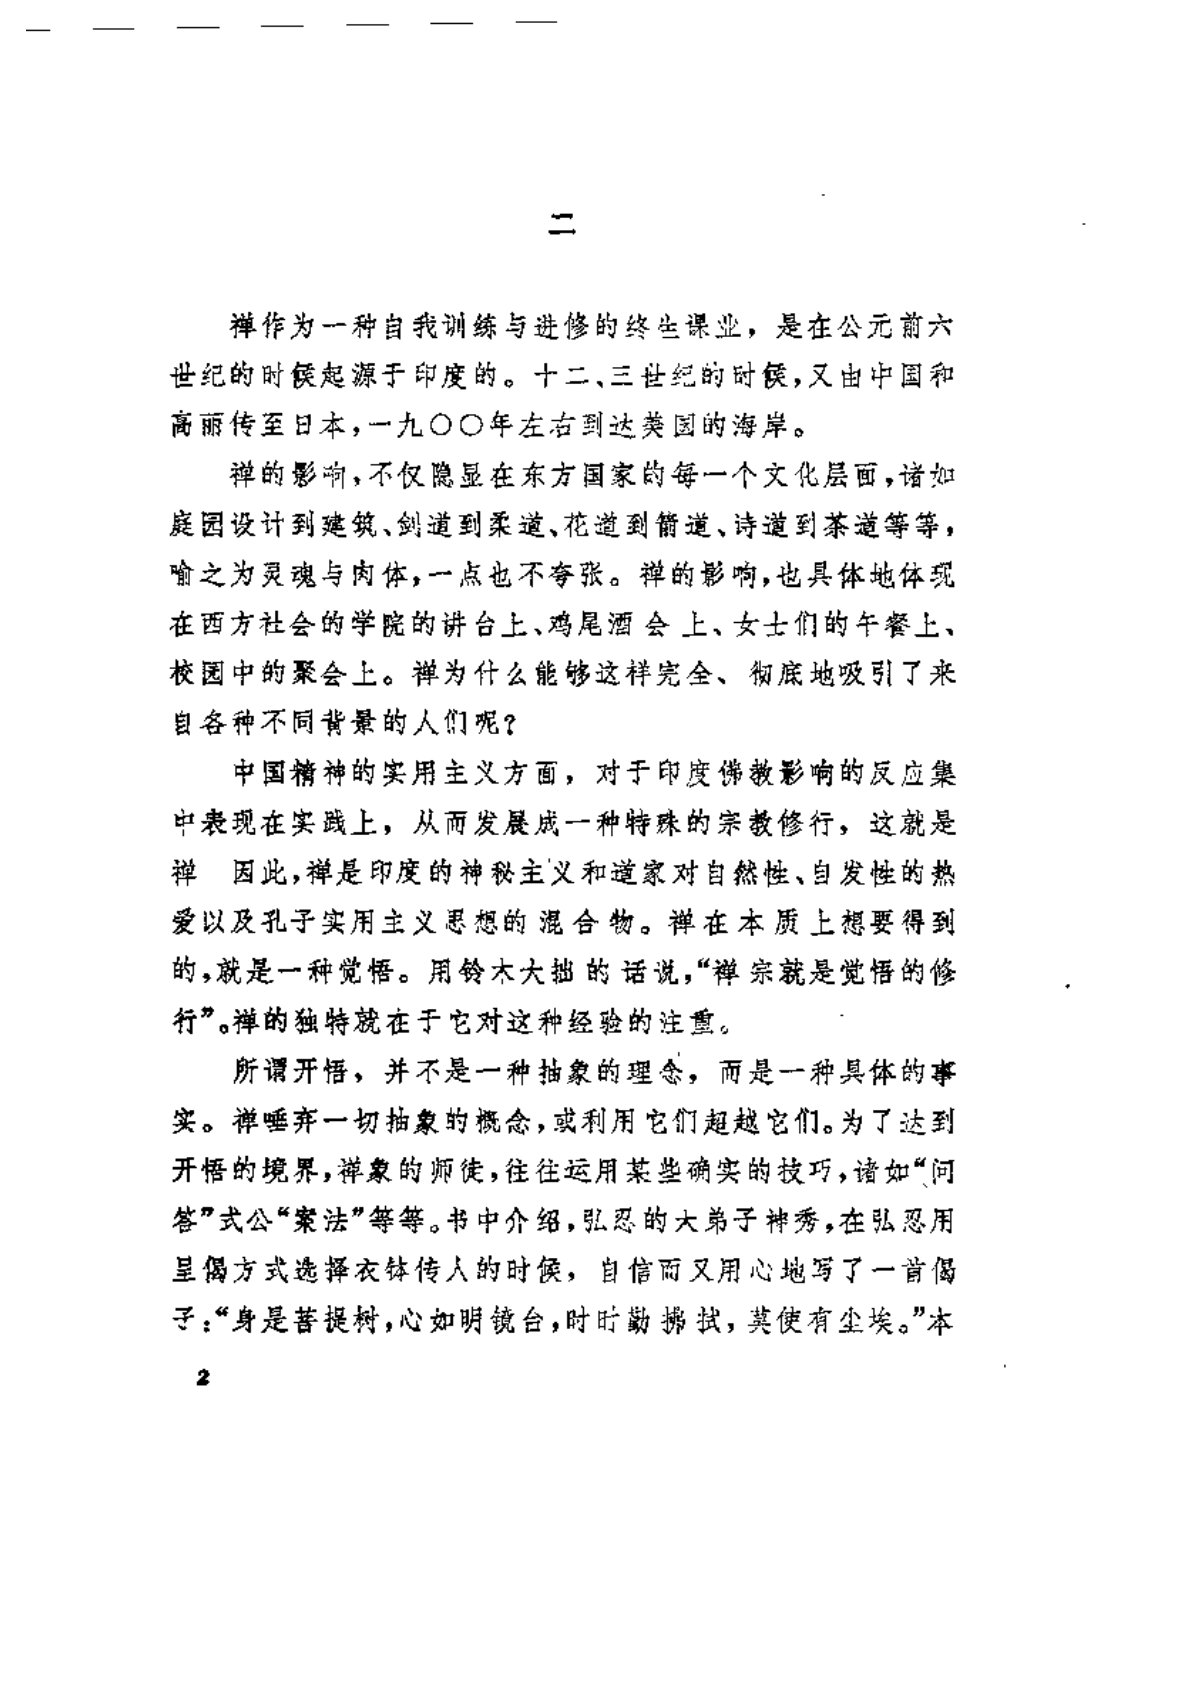 二
禅作为一种自我训练与进修的终生课业，是在公元前六
世纪的时候起源于印度的。十二、三世纪的时候，又由中国和
高丽传至日本，一九〇〇年左右到达美国的海岸。
禅的影响，不仅隐显在东方国家的每一个文化层面，诸如
庭园设计到建筑、剑道到柔道、花道到箭道、诗道到茶道等等，
喻之为灵魂与肉体，一点也不夸张。禅的影响，也具体地体现
在西方社会的学院的讲台上、鸡尾酒会上、女士们的午餐上、
校园中的聚会上。禅为什么能够这样完全、彻底地吸引了来
自各种不同背景的人们呢？
中国精神的实用主义方面，对于印度佛教影响的反应集
中表现在实践上，从而发展成一种特殊的宗教修行，这就是
禅 因此，禅是印度的神秘主义和道家对自然性、自发性的热
爱以及孔子实用主义思想的混合物。禅在本质上想要得到
的，就是一种觉悟。用铃木大拙的话说，“禅宗就是觉悟的修
行”。禅的独特就在于它对这种经验的注重。
所谓开悟，并不是一种抽象的理念，而是一种具体的事
实。禅唾弃一切抽象的概念，或利用它们超越它们。为了达到
开悟的境界，禅象的师徒，往往运用某些确实的技巧，诸如“问
答”式公“案法”等等。书中介绍，弘忍的大弟子神秀，在弘忍用
呈偈方式选择衣钵传人的时候，自信而又用心地写了一首偈
子：“身是菩提树，心如明镜台，时时勤拂拭，莫使有尘埃。”本
2